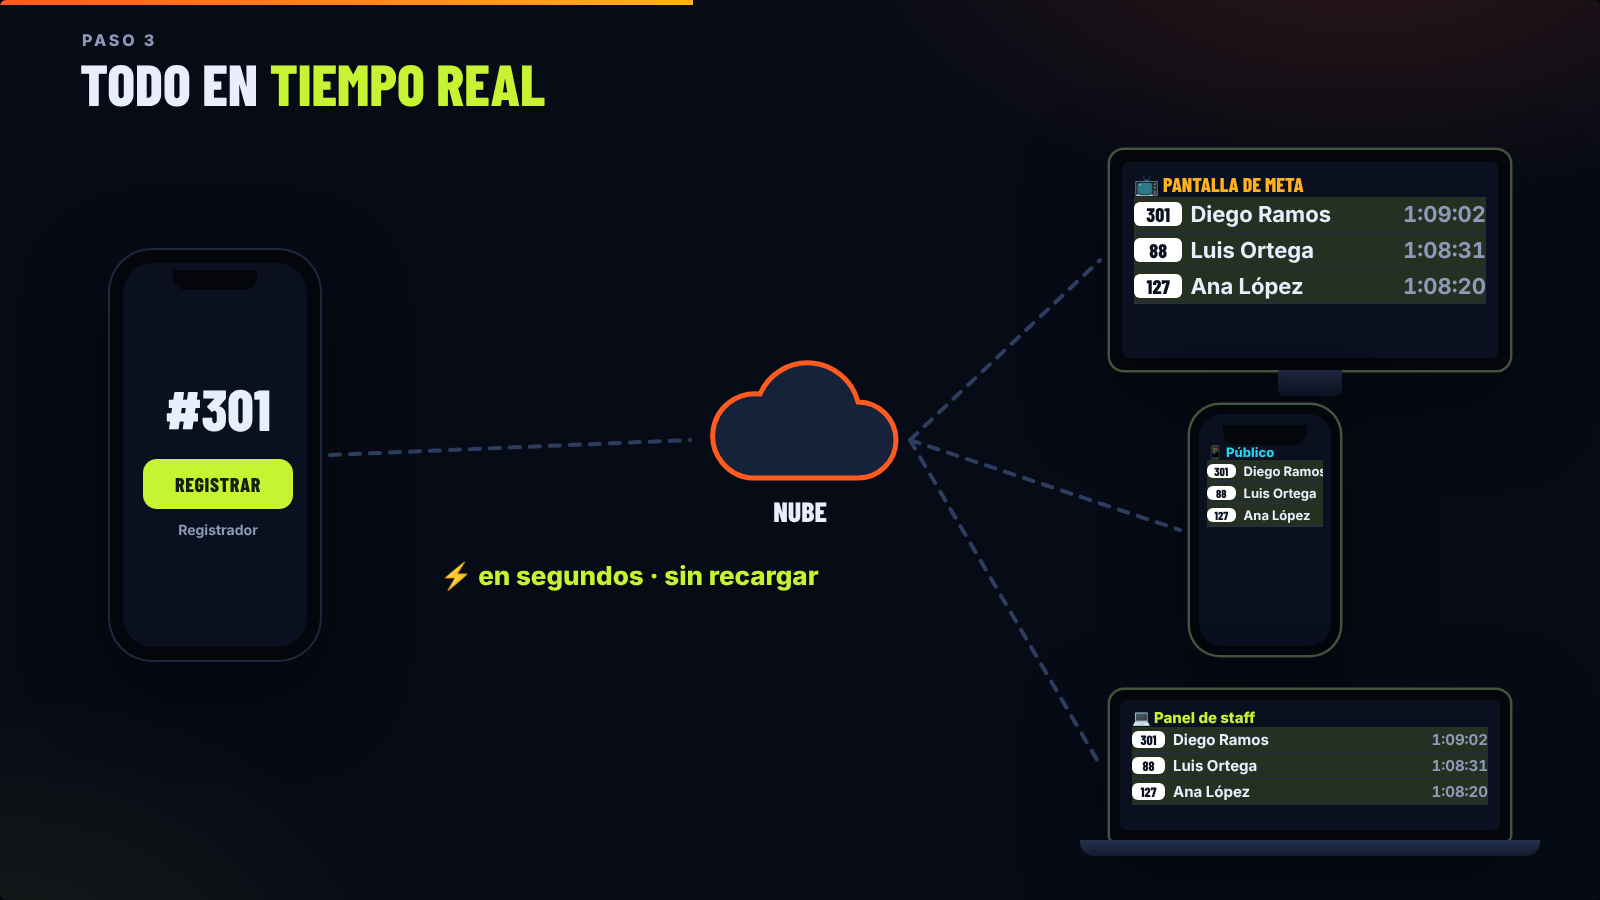 PASO 3
TODO EN TIEMPO REAL
#301
REGISTRAR
Registrador
NUBE
⚡ en segundos · sin recargar
📺 PANTALLA DE META
301 Diego Ramos 1:09:02
88 Luis Ortega 1:08:31
127 Ana López 1:08:20
📱 Público
301 Diego Ramos
88 Luis Ortega
127 Ana López
💻 Panel de staff
301 Diego Ramos 1:09:02
88 Luis Ortega 1:08:31
127 Ana López 1:08:20